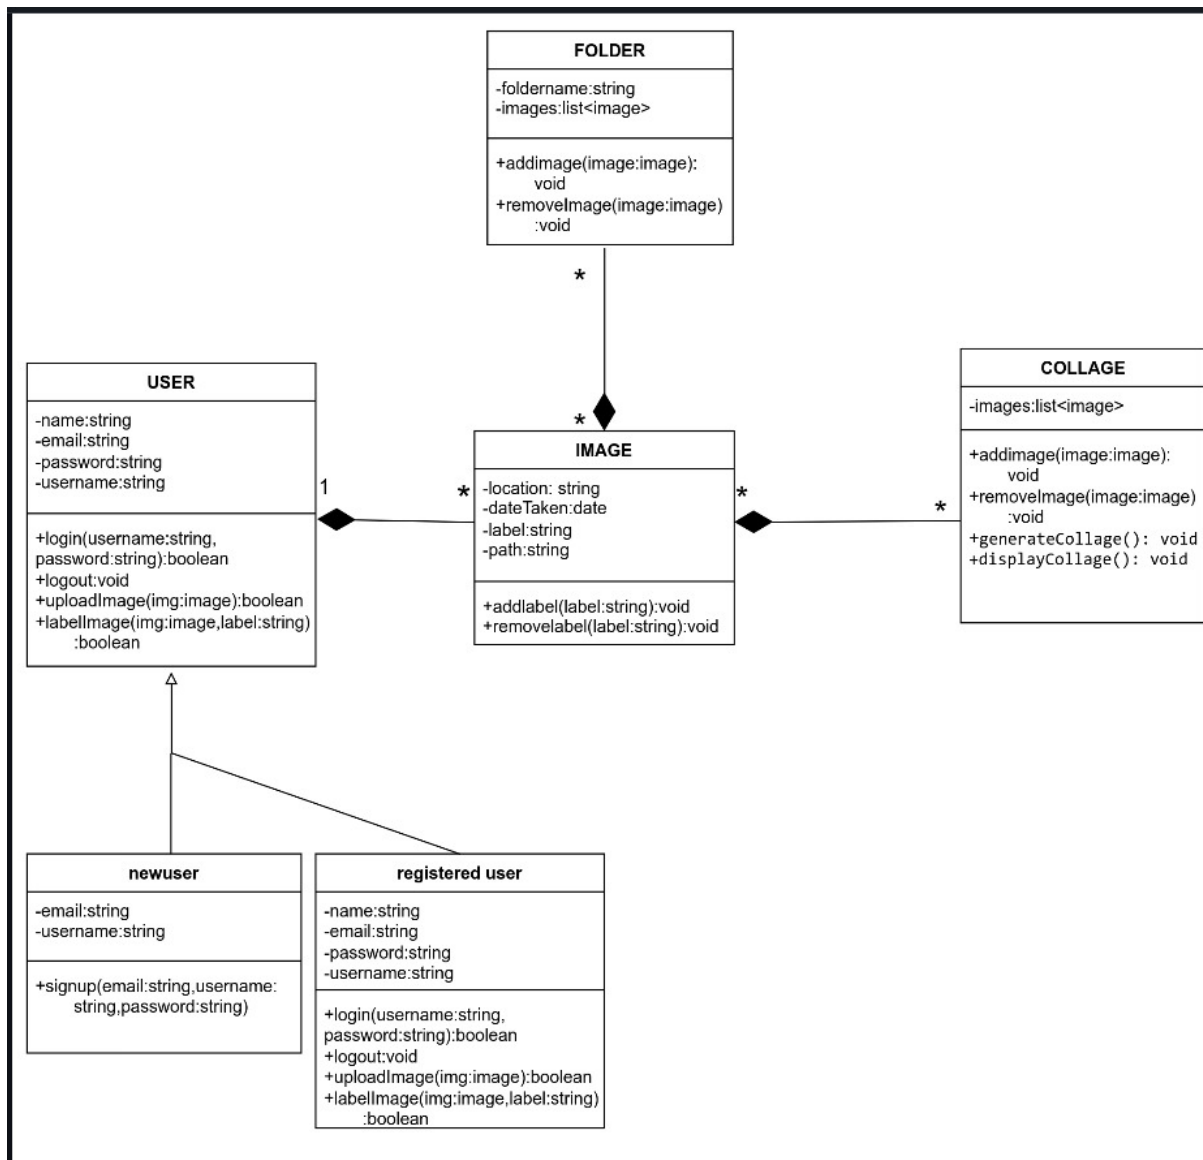 FOLDER
-foldername:string
-images:list<image>
+addimage(image:image):
void
+removeImage(image:image)
:void
*
*
USER
-name:string
-email:string
-password:string
-username:string
+login(username:string,
password:string):boolean
+logout:void
+uploadImage(img:image):boolean
+labelImage(img:image,label:string)
:boolean
1
*
IMAGE
-location: string
-dateTaken:date
-label:string
-path:string
+addlabel(label:string):void
+removelabel(label:string):void
*
*
COLLAGE
-images:list<image>
+addimage(image:image):
void
+removeImage(image:image)
:void
+generateCollage(): void
+displayCollage(): void
newuser
-email:string
-username:string
+signup(email:string,username:
string,password:string)
registered user
-name:string
-email:string
-password:string
-username:string
+login(username:string,
password:string):boolean
+logout:void
+uploadImage(img:image):boolean
+labelImage(img:image,label:string)
:boolean